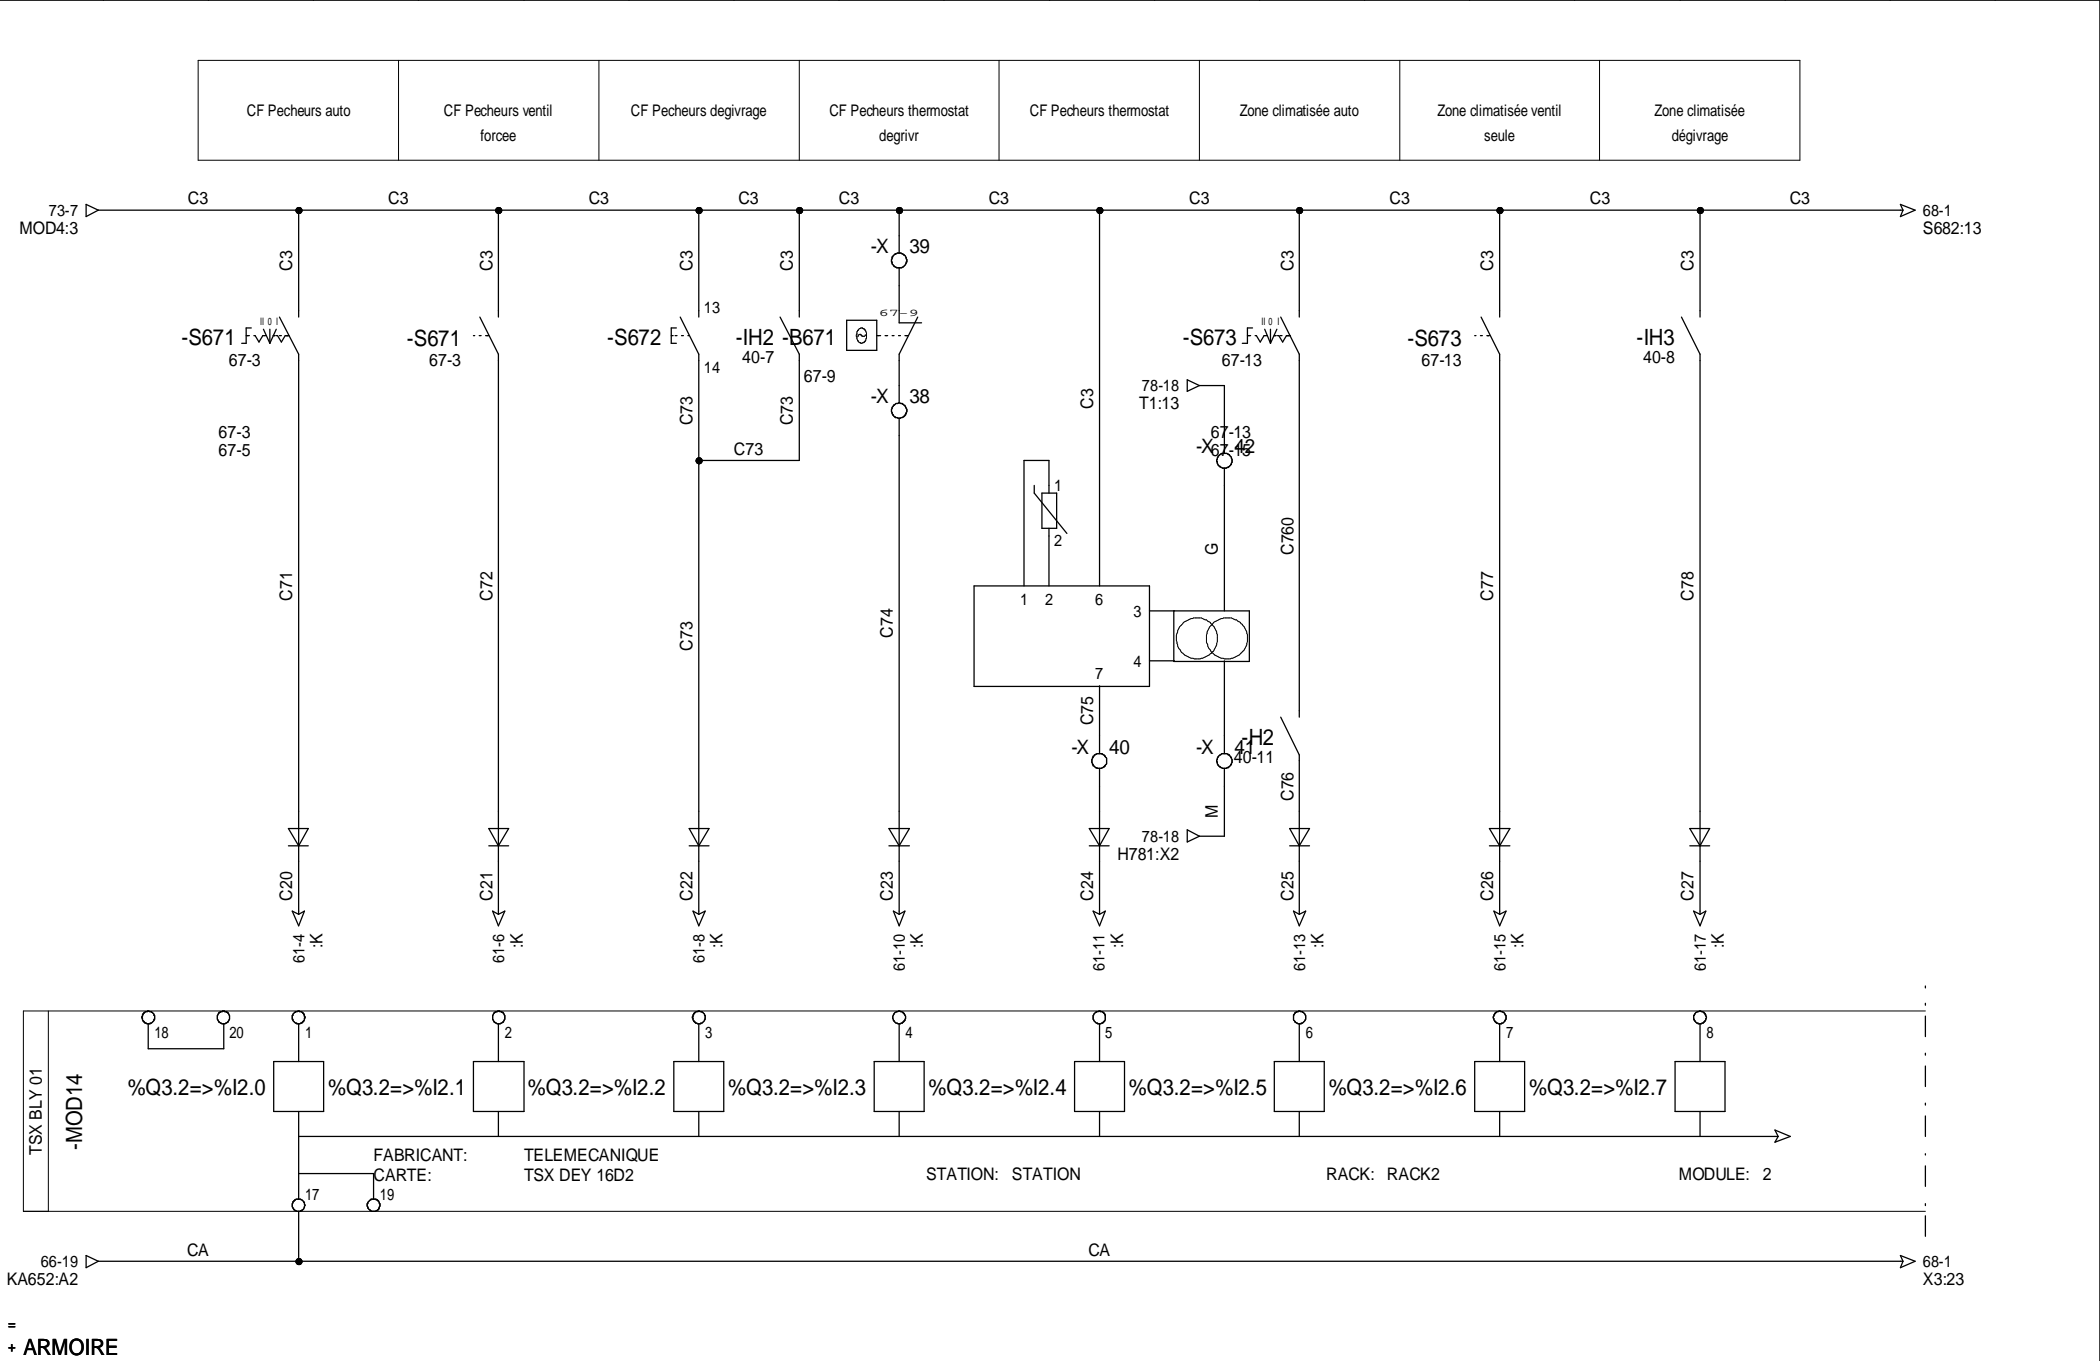 CF Pecheurs auto
CF Pecheurs ventil
forcee
CF Pecheurs degivrage
CF Pecheurs thermostat
degrivr
CF Pecheurs thermostat
Zone climatisée auto
Zone climatisée ventil
seule
Zone climatisée
dégivrage
C3 C3 C3 C3 C3 C3 C3 C3 C3 C3
73-7
MOD4:3
68-1
S682:13
C3 C3 C3 C3 C3 C3 C3
-X 39
-S671
II 0 I
67-3
67-3
67-5
-S671
67-3
-S672
13
14
-IH2
40-7
67-9
-B671
θ
67-9
-X 38
C3
-S673
II 0 I
67-13
67-13
67-15
-S673
67-13
-IH3
40-8
78-18
T1:13
-X 42
C73 C73
C73
1
2
G
C760
C71
C72
C73
C74
1 2 6 3
4
7
C77
C78
C75
-X 40
-X 41
-H2
40-11
C76
M
78-18
H781:X2
C20 C21 C22 C23 C24 C25 C26 C27
61-4 :K
61-6 :K
61-8 :K
61-10 :K
61-11 :K
61-13 :K
61-15 :K
61-17 :K
TSX BLY 01
-MOD14
18 20 1 2 3 4 5 6 7 8
%Q3.2=>%I2.0 %Q3.2=>%I2.1 %Q3.2=>%I2.2 %Q3.2=>%I2.3 %Q3.2=>%I2.4 %Q3.2=>%I2.5 %Q3.2=>%I2.6 %Q3.2=>%I2.7
FABRICANT: TELEMECANIQUE
CARTE: TSX DEY 16D2 STATION: STATION RACK: RACK2 MODULE: 2
17 19
CA CA
66-19
KA652:A2
68-1
X3:23
=
+ ARMOIRE